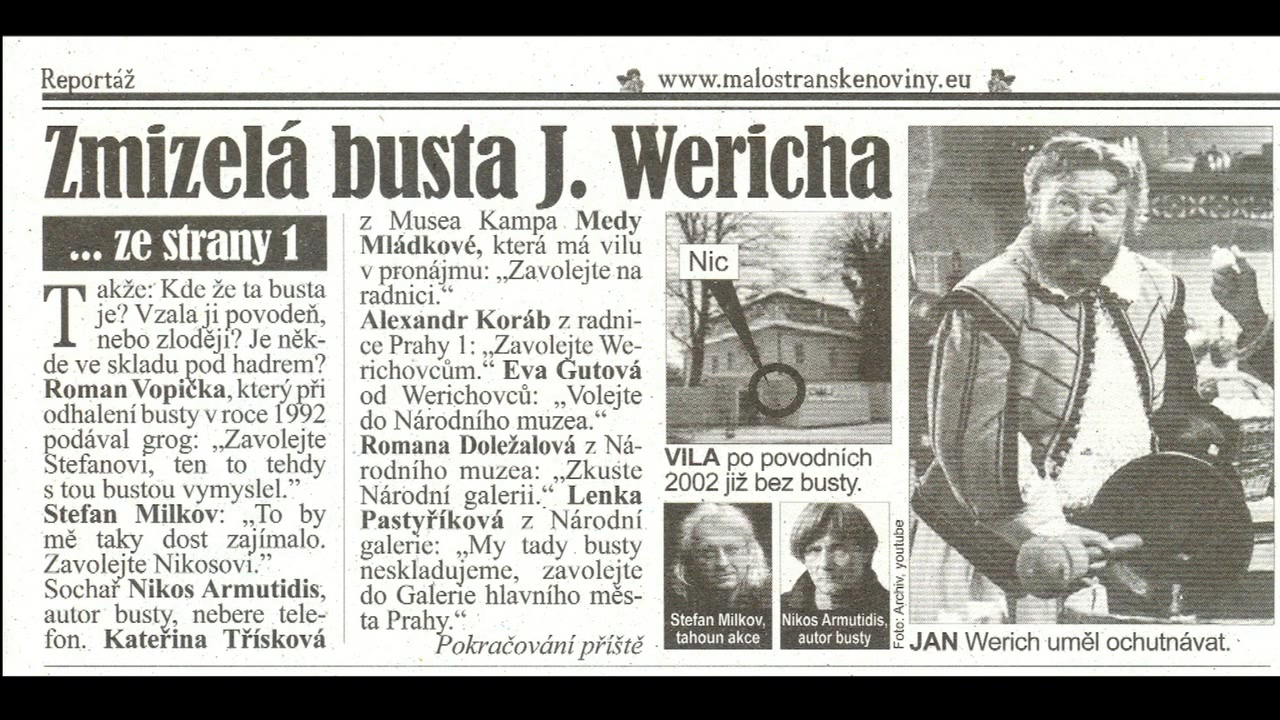 Reportáž
www.malostranskenoviny.eu
Zmizelá busta J. Wericha
... ze strany 1
Takže: Kde že ta busta
je? Vzala ji povodeň,
nebo zloději? Je něk-
de ve skladu pod hadrem?
Roman Vopička, který při
odhalení busty v roce 1992
podával grog: „Zavolejte
Stefanovi, ten to tehdy
s tou bustou vymyslel.”
Stefan Milkov: „To by
mě taky dost zajímalo.
Zavolejte Nikosovi.”
Sochař Nikos Armutidis,
autor busty, nebere tele-
fon. Kateřina Třísková
z Musea Kampa Medy
Mládkové, která má vilu
v pronájmu: „Zavolejte na
radnici.“
Alexandr Koráb z radni-
ce Prahy 1: „Zavolejte We-
richovcům.“ Eva Gutová
od Werichovců: „Volejte
do Národního muzea.“
Romana Doležalová z Ná-
rodního muzea: „Zkuste
Národní galerii.“ Lenka
Pastyříková z Národní
galerie: „My tady busty
neskladujeme, zavolejte
do Galerie hlavního měs-
ta Prahy.“
Pokračování příště
Nic
VILA po povodních
2002 již bez busty.
Stefan Milkov,
tahoun akce
Nikos Armutidis,
autor busty
Foto: Archiv, youtube
JAN Werich uměl ochutnávat.